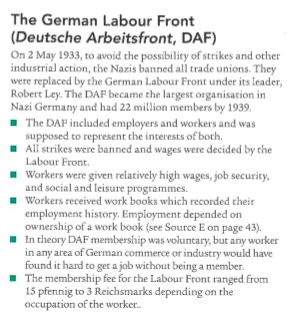 The German Labour Front
(Deutsche Arbeitsfront, DAF)
On 2 May 1933, to avoid the possibility of strikes and other
industrial action, the Nazis banned all trade unions. They
were replaced by the German Labour Front under its leader,
Robert Ley. The DAF became the largest organisation in
Nazi Germany and had 22 million members by 1939.
■ The DAF included employers and workers and was
supposed to represent the interests of both.
■ All strikes were banned and wages were decided by the
Labour Front.
■ Workers were given relatively high wages, job security,
and social and leisure programmes.
■ Workers received work books which recorded their
employment history. Employment depended on
ownership of a work book (see Source E on page 43).
■ In theory DAF membership was voluntary, but any worker
in any area of German commerce or industry would have
found it hard to get a job without being a member.
■ The membership fee for the Labour Front ranged from
15 pfennig to 3 Reichsmarks depending on the
occupation of the worker..